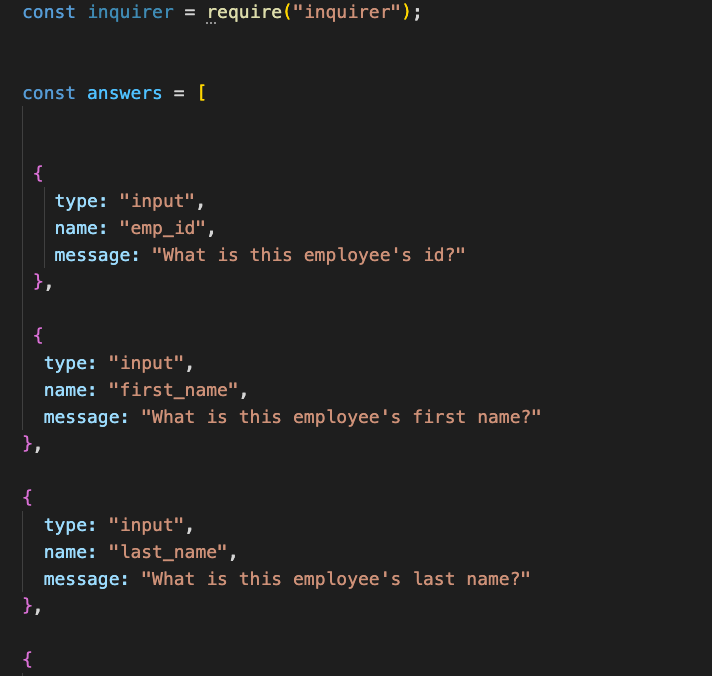 const inquirer = require("inquirer");
const answers = [
{
type: "input",
name: "emp_id",
message: "What is this employee's id?"
},
{
type: "input",
name: "first_name",
message: "What is this employee's first name?"
},
{
type: "input",
name: "last_name",
message: "What is this employee's last name?"
},
{